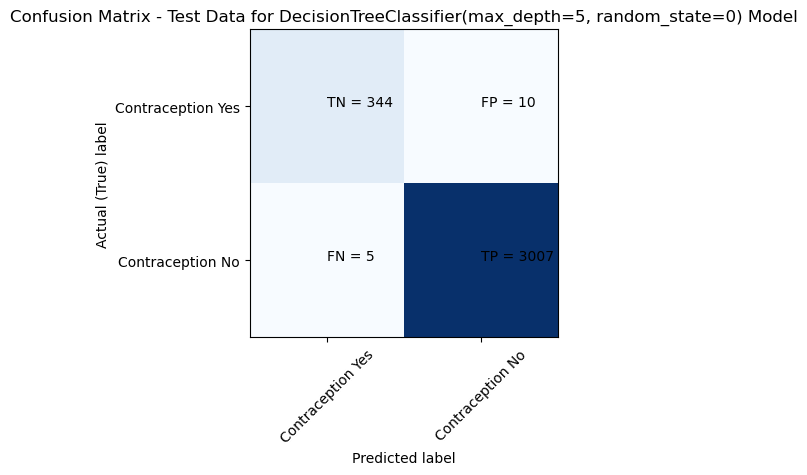 Confusion Matrix - Test Data for DecisionTreeClassifier(max_depth=5, random_state=0) Model
Actual (True) label
Contraception Yes
TN = 344
FP = 10
Contraception No
FN = 5
TP = 3007
Contraception Yes
Contraception No
Predicted label